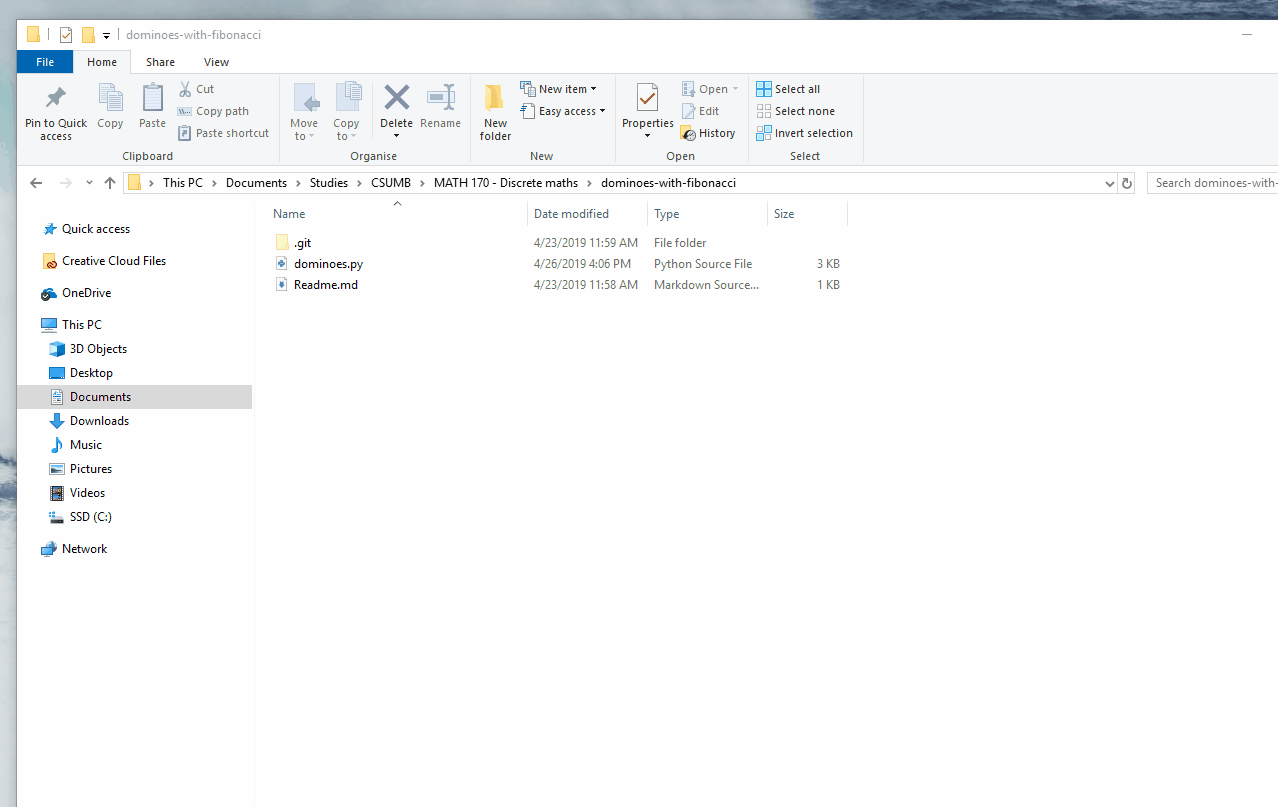 dominoes-with-fibonacci
File Home Share View
Pin to Quick access
Copy
Paste
Cut
Copy path
Paste shortcut
Clipboard
Move to
Copy to
Delete
Rename
Organise
New folder
New item
Easy access
New
Properties
Open
Edit
History
Open
Select all
Select none
Invert selection
Select
This PC > Documents > Studies > CSUMB > MATH 170 - Discrete maths > dominoes-with-fibonacci
Search dominoes-with-
Quick access
Creative Cloud Files
OneDrive
This PC
3D Objects
Desktop
Documents
Downloads
Music
Pictures
Videos
SSD (C:)
Network
Name Date modified Type Size
.git 4/23/2019 11:59 AM File folder
dominoes.py 4/26/2019 4:06 PM Python Source File 3 KB
Readme.md 4/23/2019 11:58 AM Markdown Source... 1 KB